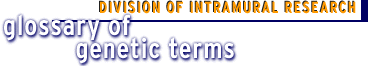 DIVISION OF INTRAMURAL RESEARCH
glossary of
genetic terms